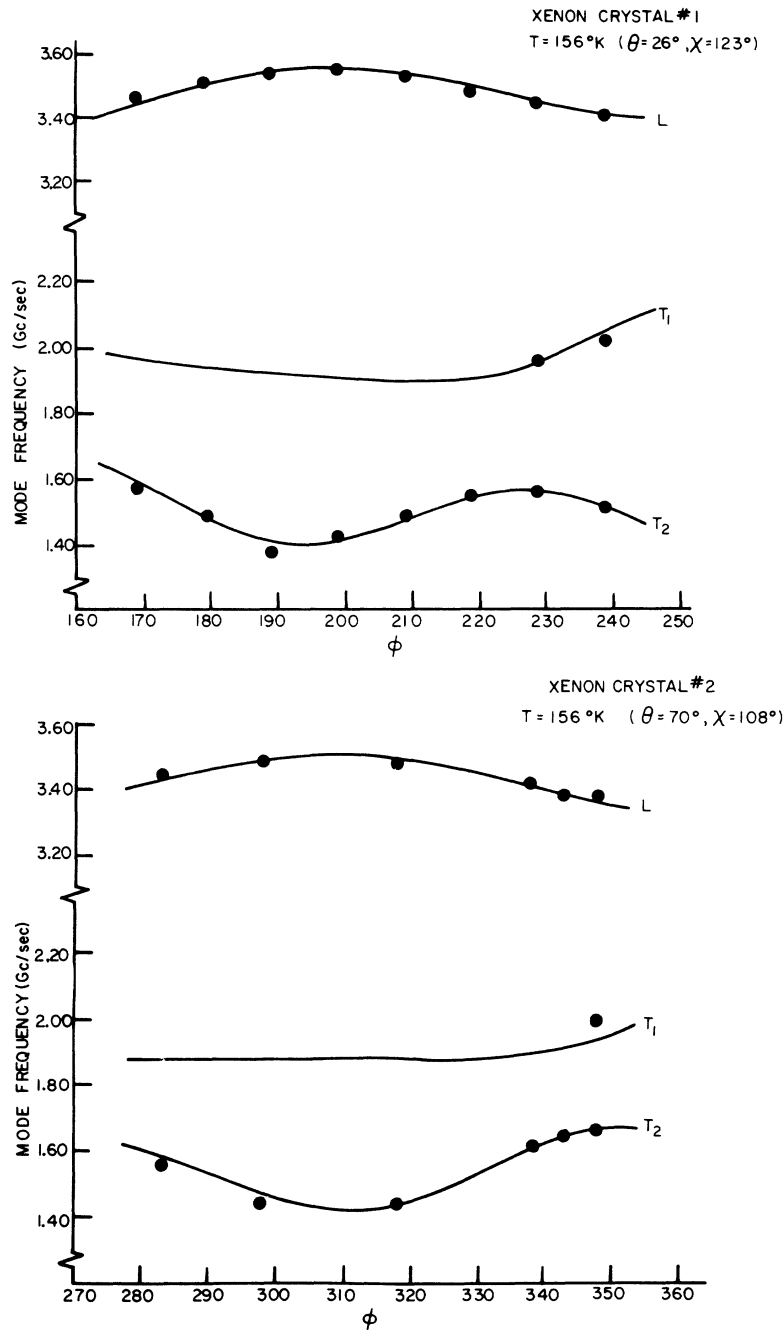 XENON CRYSTAL #1
T=156°K (θ=26°, χ=123°)
3.60
3.40
3.20
L
MODE FREQUENCY (Gc/sec)
2.20
2.00
1.80
1.60
1.40
T1
T2
160 170 180 190 200 210 220 230 240 250
ϕ
XENON CRYSTAL #2
T=156°K (θ=70°, χ=108°)
3.60
3.40
3.20
L
MODE FREQUENCY (Gc/sec)
2.20
2.00
1.80
1.60
1.40
T1
T2
270 280 290 300 310 320 330 340 350 360
ϕ